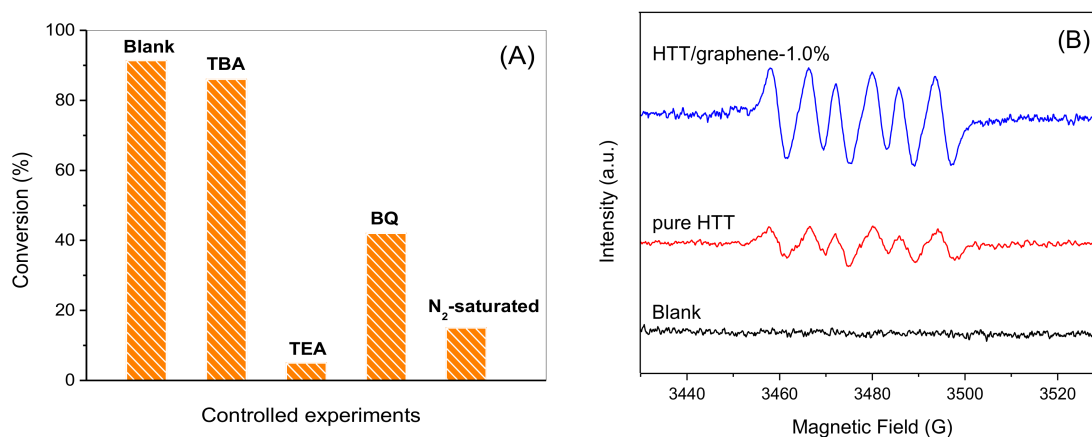 (A)
100
80
60
40
20
0
Conversion (%)
Blank
TBA
TEA
BQ
N2-saturated
Controlled experiments
(B)
HTT/graphene-1.0%
pure HTT
Blank
Intensity (a.u.)
3440 3460 3480 3500 3520
Magnetic Field (G)